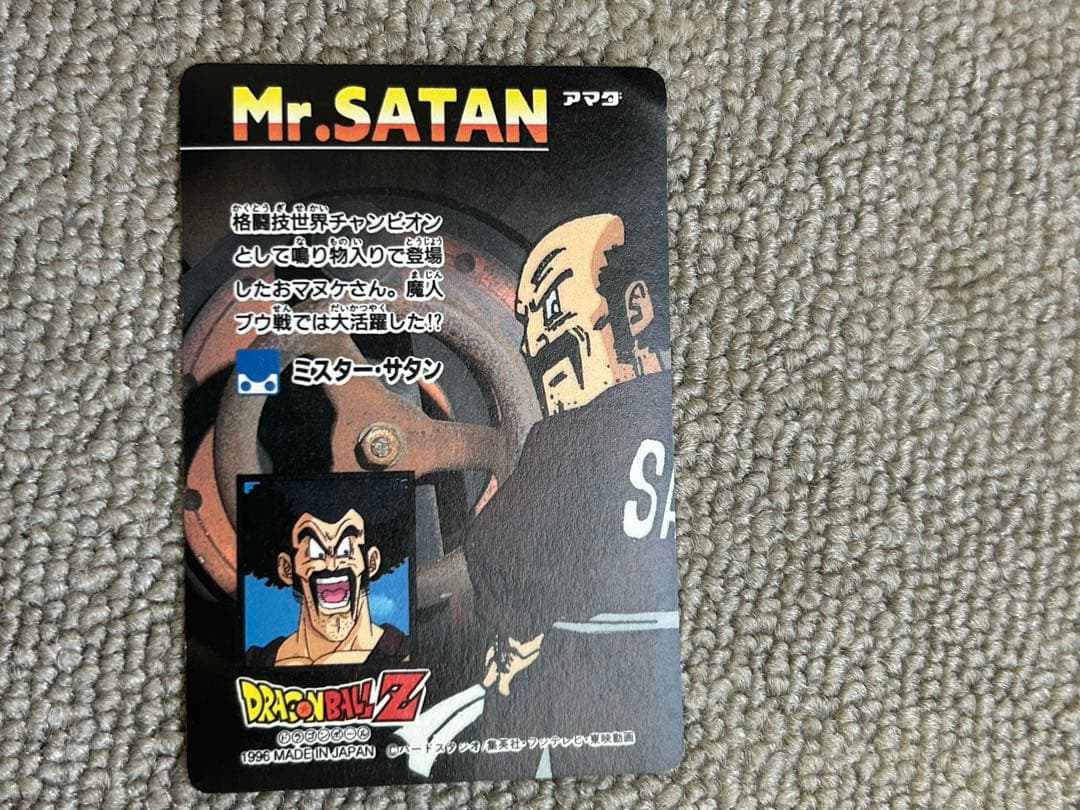 Mr.SATAN アマダ
格闘技世界チャンピオン
として鳴り物入りで登場
したおマヌケさん。魔人
ブウ戦では大活躍した!?
ミスター・サタン
SA
DRAGON BALL Z
ドラゴンボール
1996 MADE IN JAPAN ©バードスタジオ/集英社・フジテレビ・東映動画